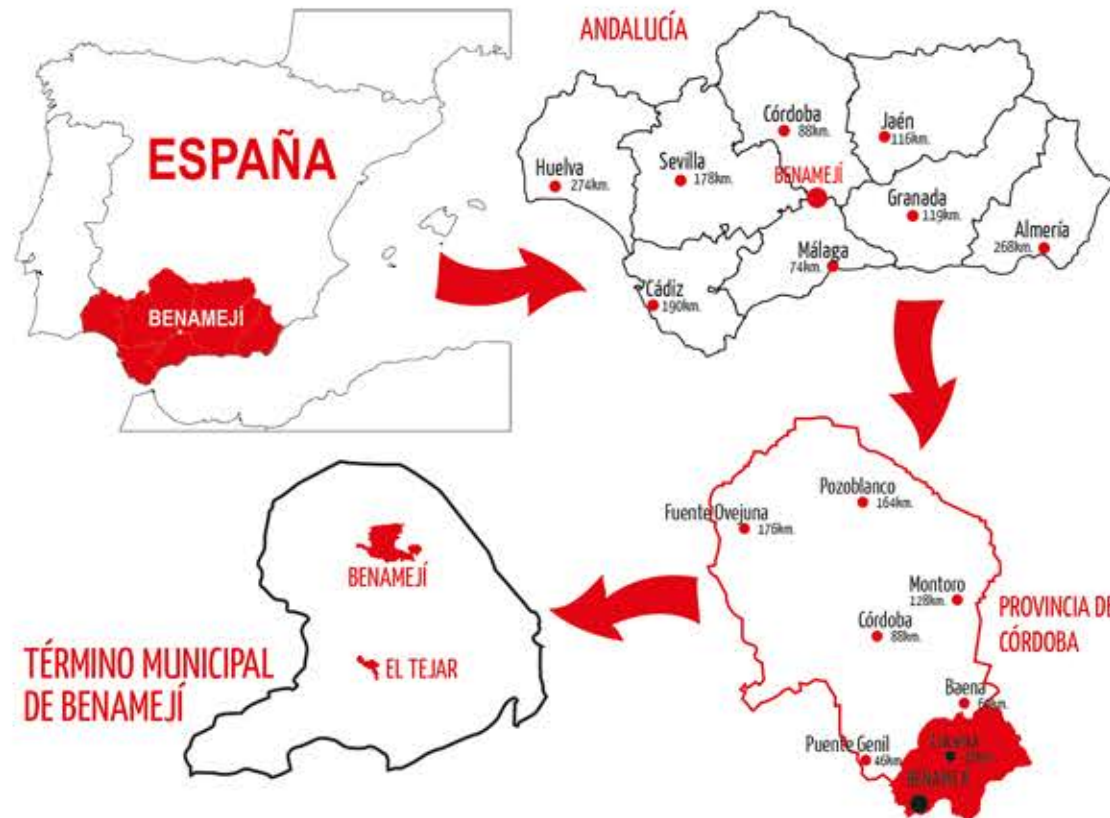 ESPAÑA
BENAMEJÍ
ANDALUCÍA
Córdoba
88km.
Jaén
116km.
Huelva
274km.
Sevilla
178km.
BENAMEJÍ
Granada
119km.
Almería
268km.
Málaga
74km.
Cádiz
190km.
Pozoblanco
164km.
Fuente Ovejuna
176km.
Montoro
128km.
Córdoba
88km.
PROVINCIA DE
CÓRDOBA
Baena
Puente Genil
46km.
BENAMEJÍ
BENAMEJÍ
EL TEJAR
TÉRMINO MUNICIPAL
DE BENAMEJÍ